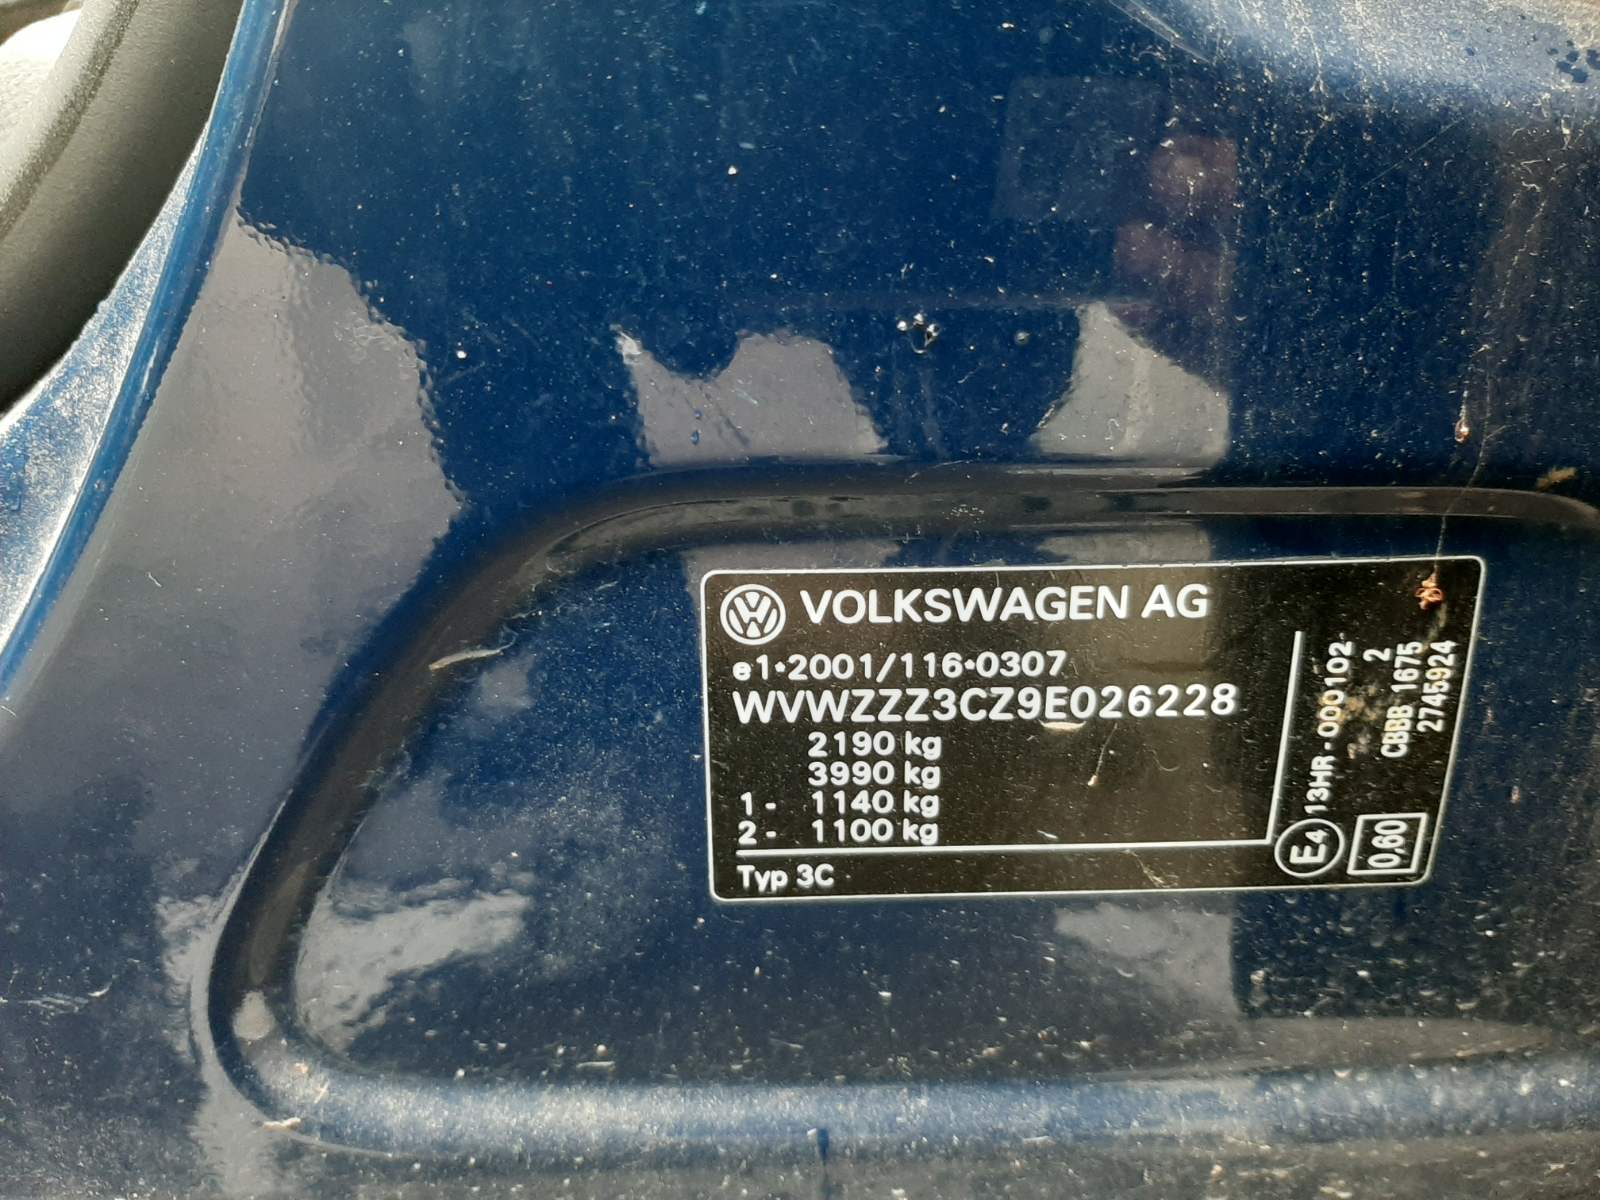 VOLKSWAGEN AG
e1*2001/116*0307
WVWZZZ3CZ9E026228
2190 kg
3990 kg
1 - 1140 kg
2 - 1100 kg
Typ 3C
E4 13HR - 000102
2
CBBB 1675
2745924
0,60